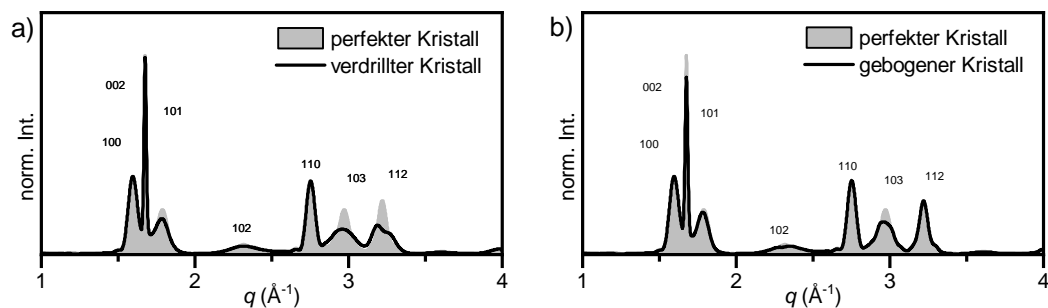 a)
perfekter Kristall
verdrillter Kristall
002
101
100
110
103
112
102
norm. Int.
1
2
3
4
q (Å⁻¹)
b)
perfekter Kristall
gebogener Kristall
002
101
100
110
103
112
102
norm. Int.
1
2
3
4
q (Å⁻¹)